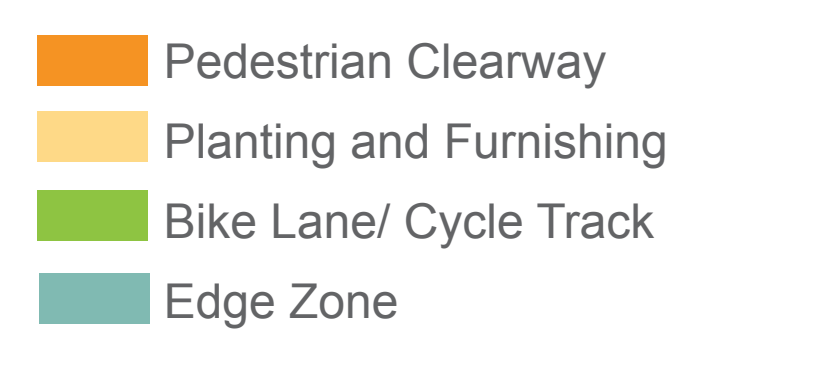 Pedestrian Clearway
Planting and Furnishing
Bike Lane/ Cycle Track
Edge Zone